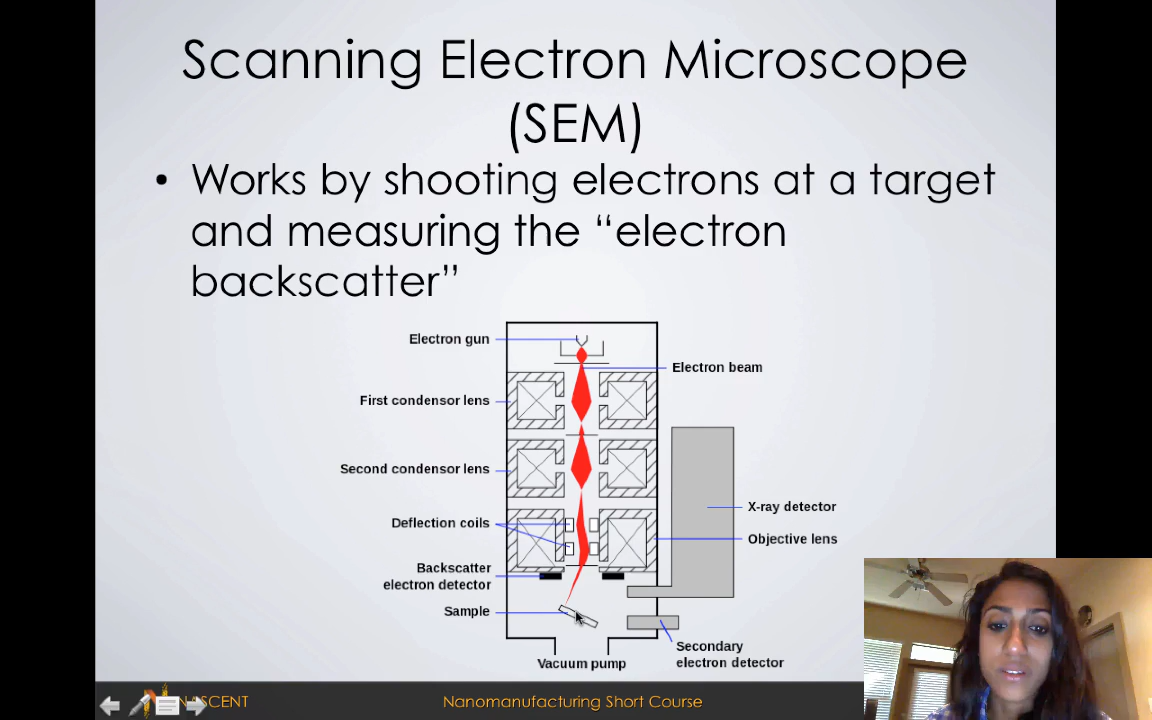 Scanning Electron Microscope
(SEM)
• Works by shooting electrons at a target
and measuring the “electron
backscatter”
Electron gun
Electron beam
First condensor lens
Second condensor lens
X-ray detector
Deflection coils
Objective lens
Backscatter
electron detector
Sample
Secondary
electron detector
Vacuum pump
NASCENT
Nanomanufacturing Short Course